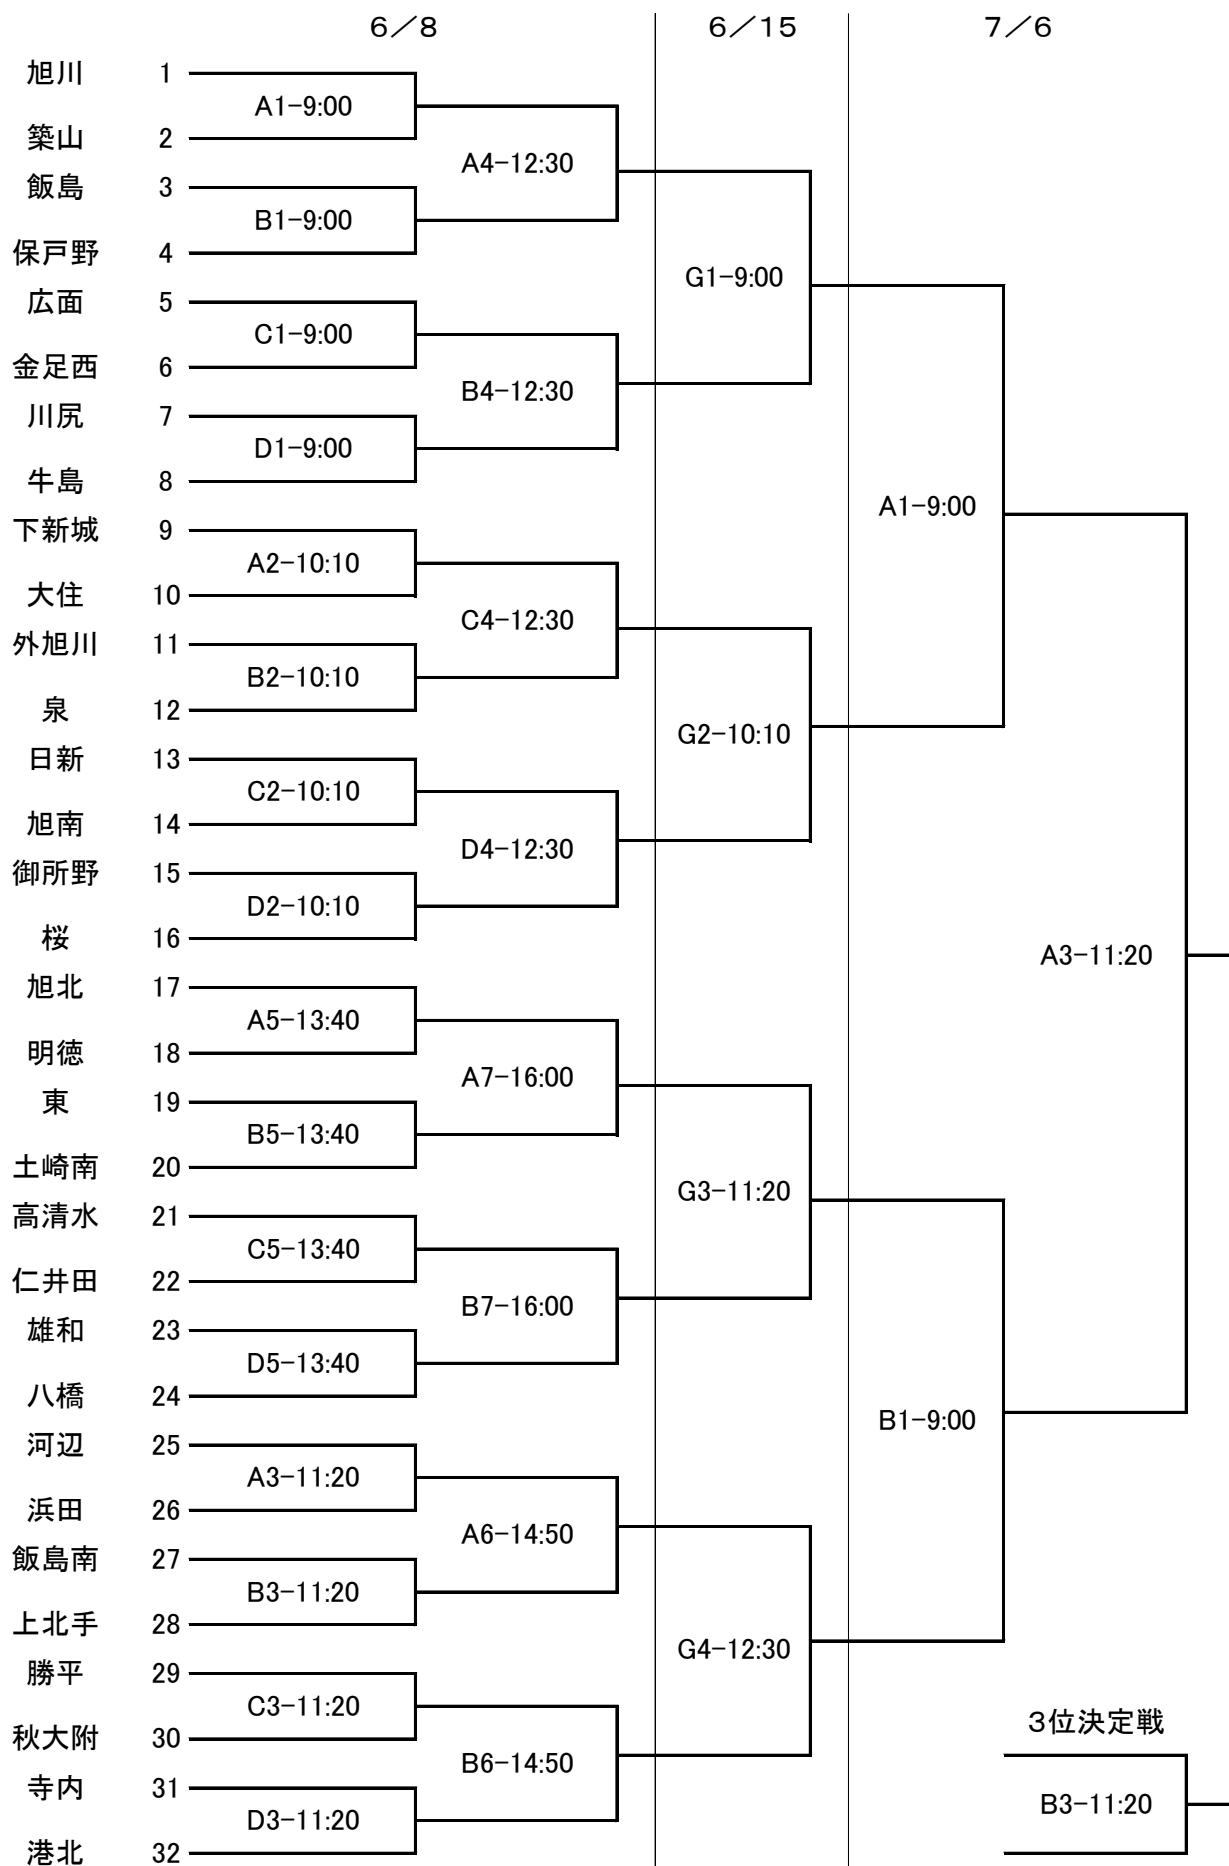 6／8 6／15 7／6
旭川 1
A1-9:00
築山 2
A4-12:30
飯島 3
B1-9:00
保戸野 4
G1-9:00
広面 5
C1-9:00
金足西 6
B4-12:30
川尻 7
D1-9:00
牛島 8
A1-9:00
下新城 9
A2-10:10
大住 10
C4-12:30
外旭川 11
B2-10:10
泉 12
G2-10:10
日新 13
C2-10:10
旭南 14
D4-12:30
御所野 15
D2-10:10
桜 16
A3-11:20
旭北 17
A5-13:40
明徳 18
A7-16:00
東 19
B5-13:40
土崎南 20
G3-11:20
高清水 21
C5-13:40
仁井田 22
B7-16:00
雄和 23
D5-13:40
八橋 24
B1-9:00
河辺 25
A3-11:20
浜田 26
A6-14:50
飯島南 27
B3-11:20
上北手 28
G4-12:30
勝平 29
C3-11:20
3位決定戦
秋大附 30
B6-14:50
寺内 31
B3-11:20
D3-11:20
港北 32